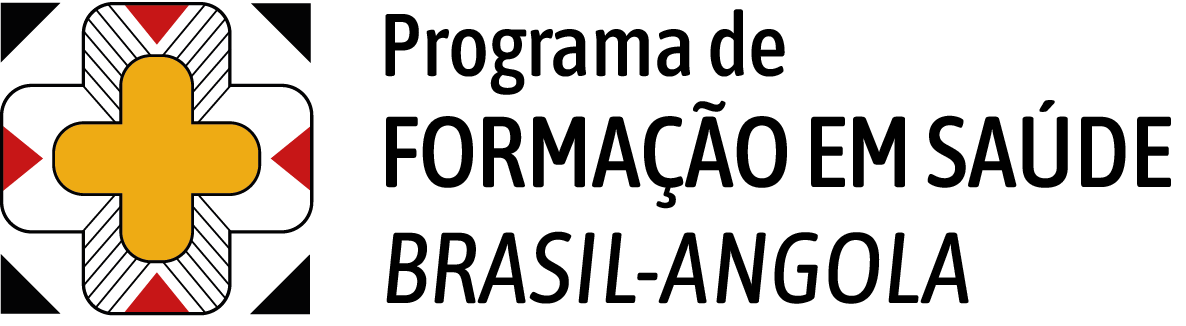 Programa de
FORMAÇÃO EM SAÚDE
BRASIL-ANGOLA